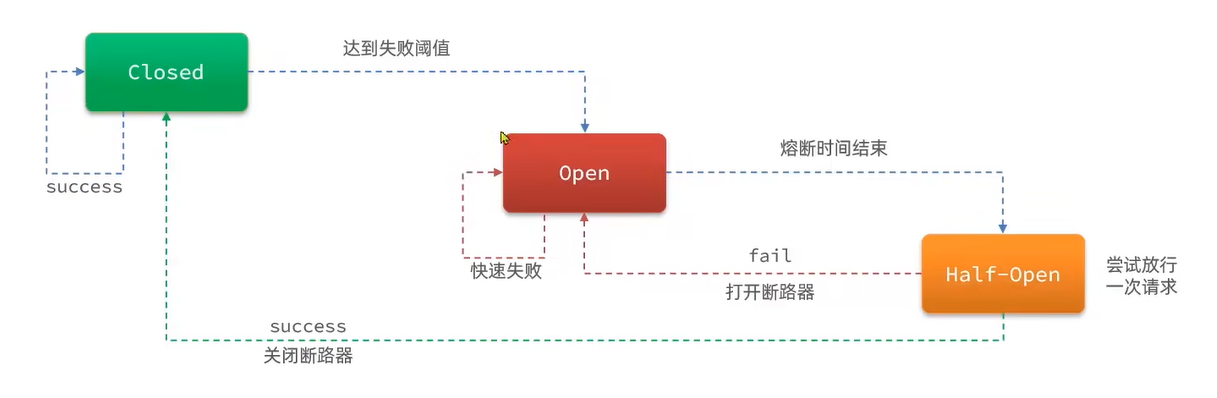 达到失败阈值
Closed
success
熔断时间结束
Open
快速失败
fail
打开断路器
Half-Open
尝试放行
一次请求
success
关闭断路器